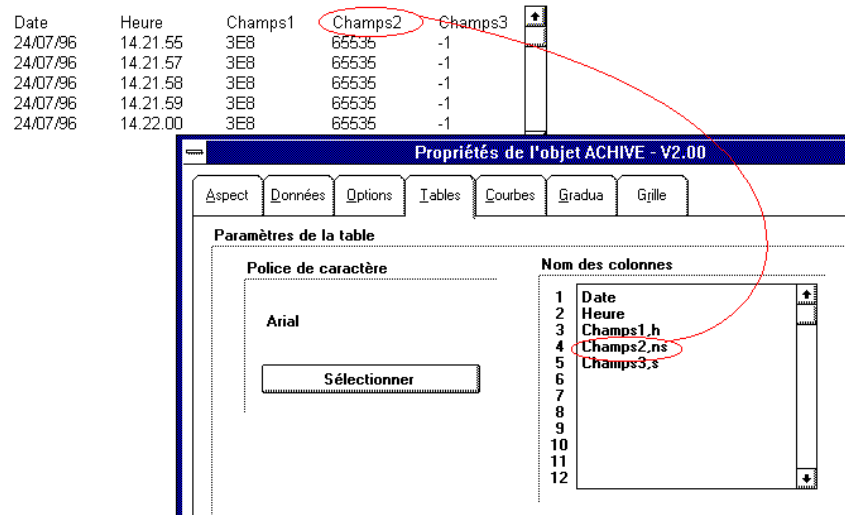 Date Heure Champs1 Champs2 Champs3
24/07/96 14.21.55 3E8 65535 -1
24/07/96 14.21.57 3E8 65535 -1
24/07/96 14.21.58 3E8 65535 -1
24/07/96 14.21.59 3E8 65535 -1
24/07/96 14.22.00 3E8 65535 -1
Propriétés de l'objet ACHIVE - V2.00
Aspect Données Options Tables Courbes Gradua Grille
Paramètres de la table
Police de caractère
Arial
Sélectionner
Nom des colonnes
1 Date
2 Heure
3 Champs1,h
4 Champs2,ns
5 Champs3,s
6
7
8
9
10
11
12